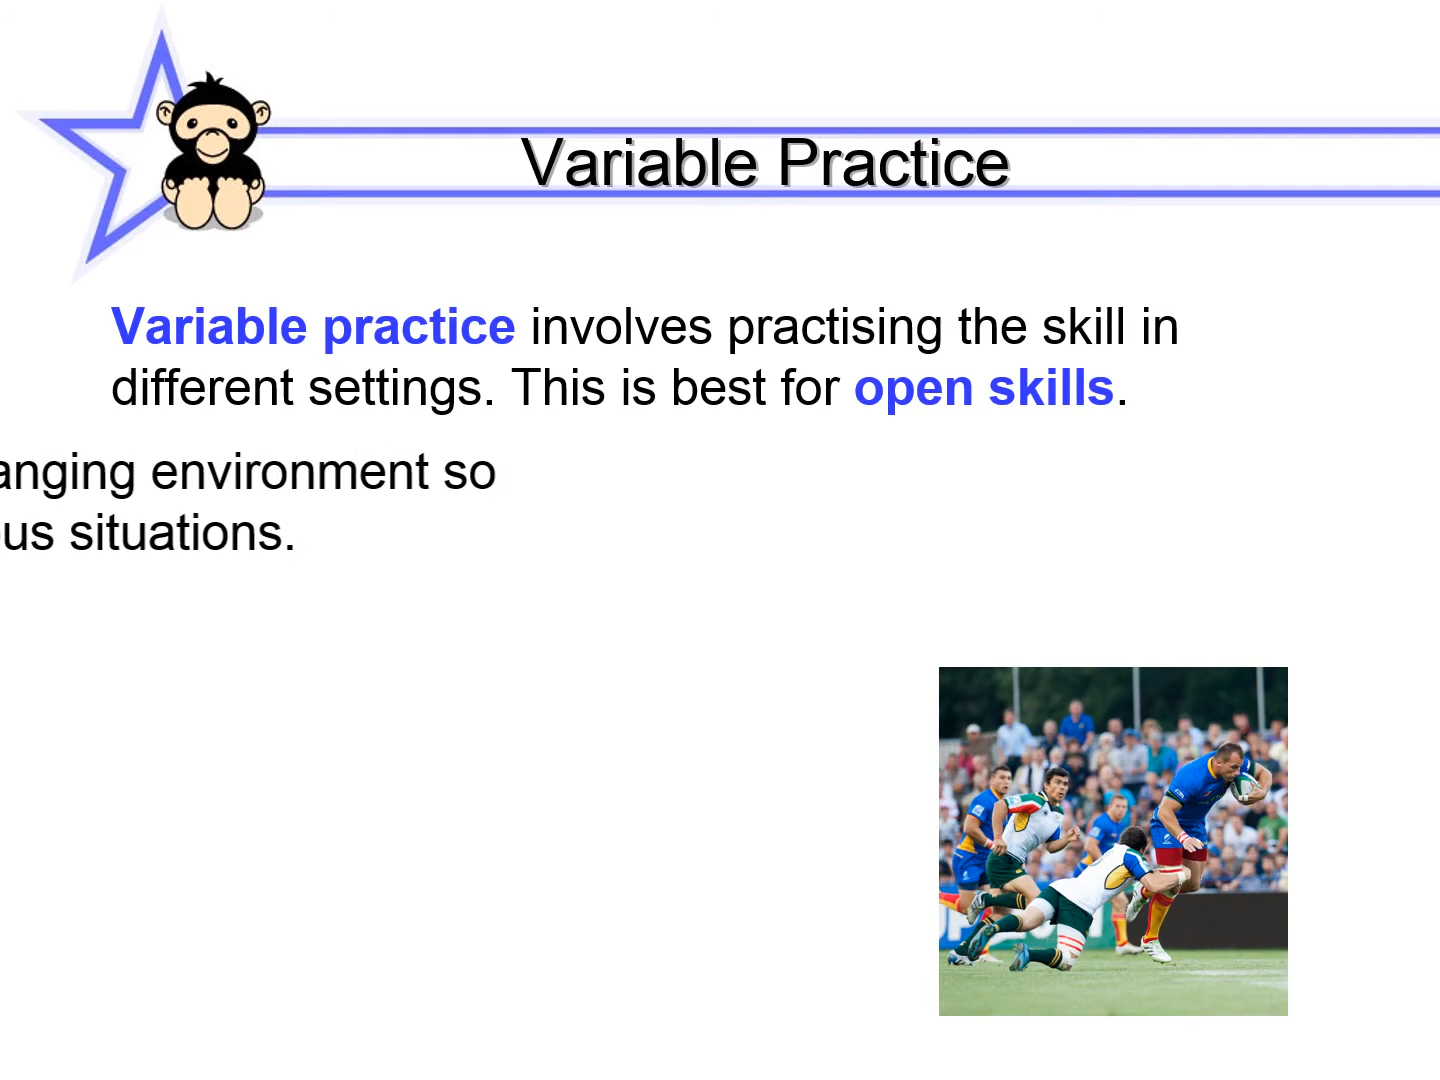 Variable Practice
Variable practice involves practising the skill in
different settings. This is best for open skills.
anging environment so
ous situations.